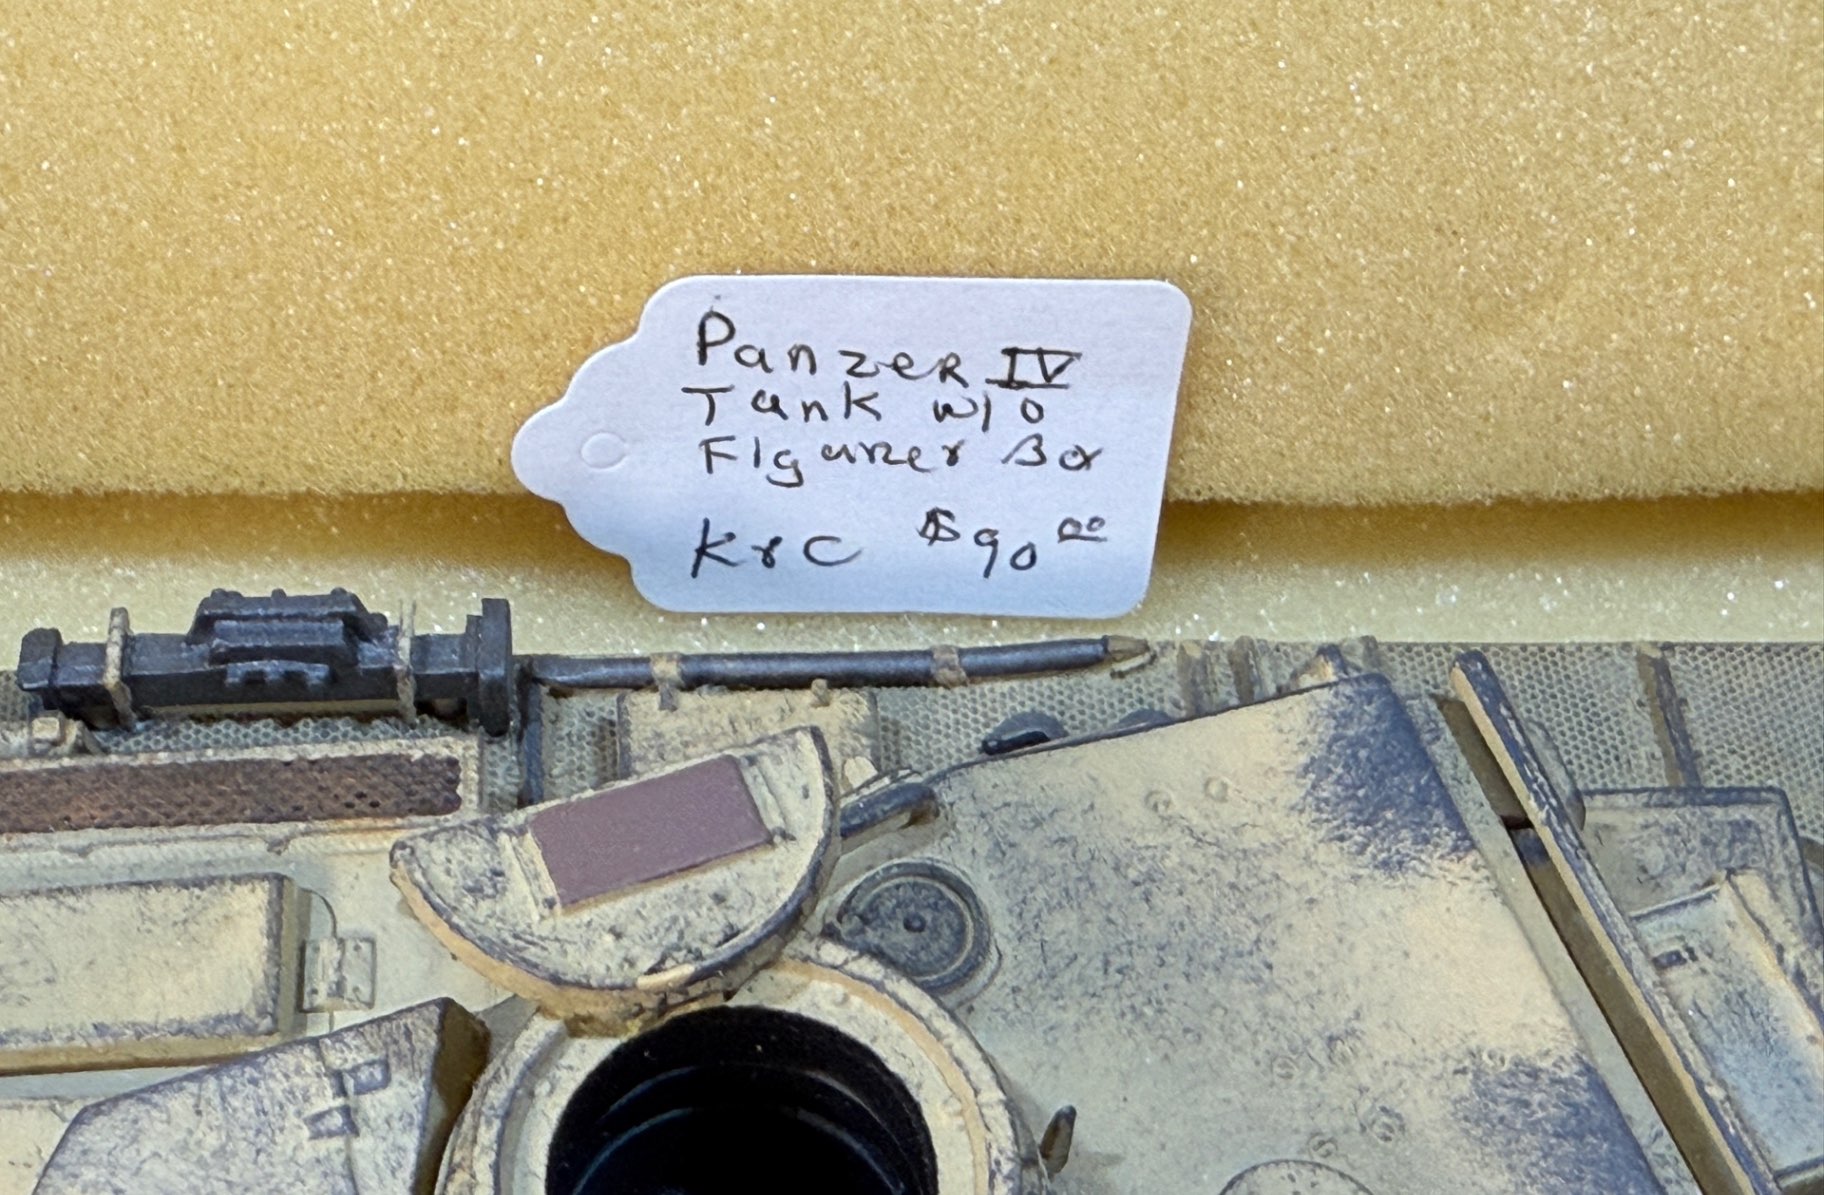 Panzer IV
Tank w/o
Figures Box
K&C $90.00